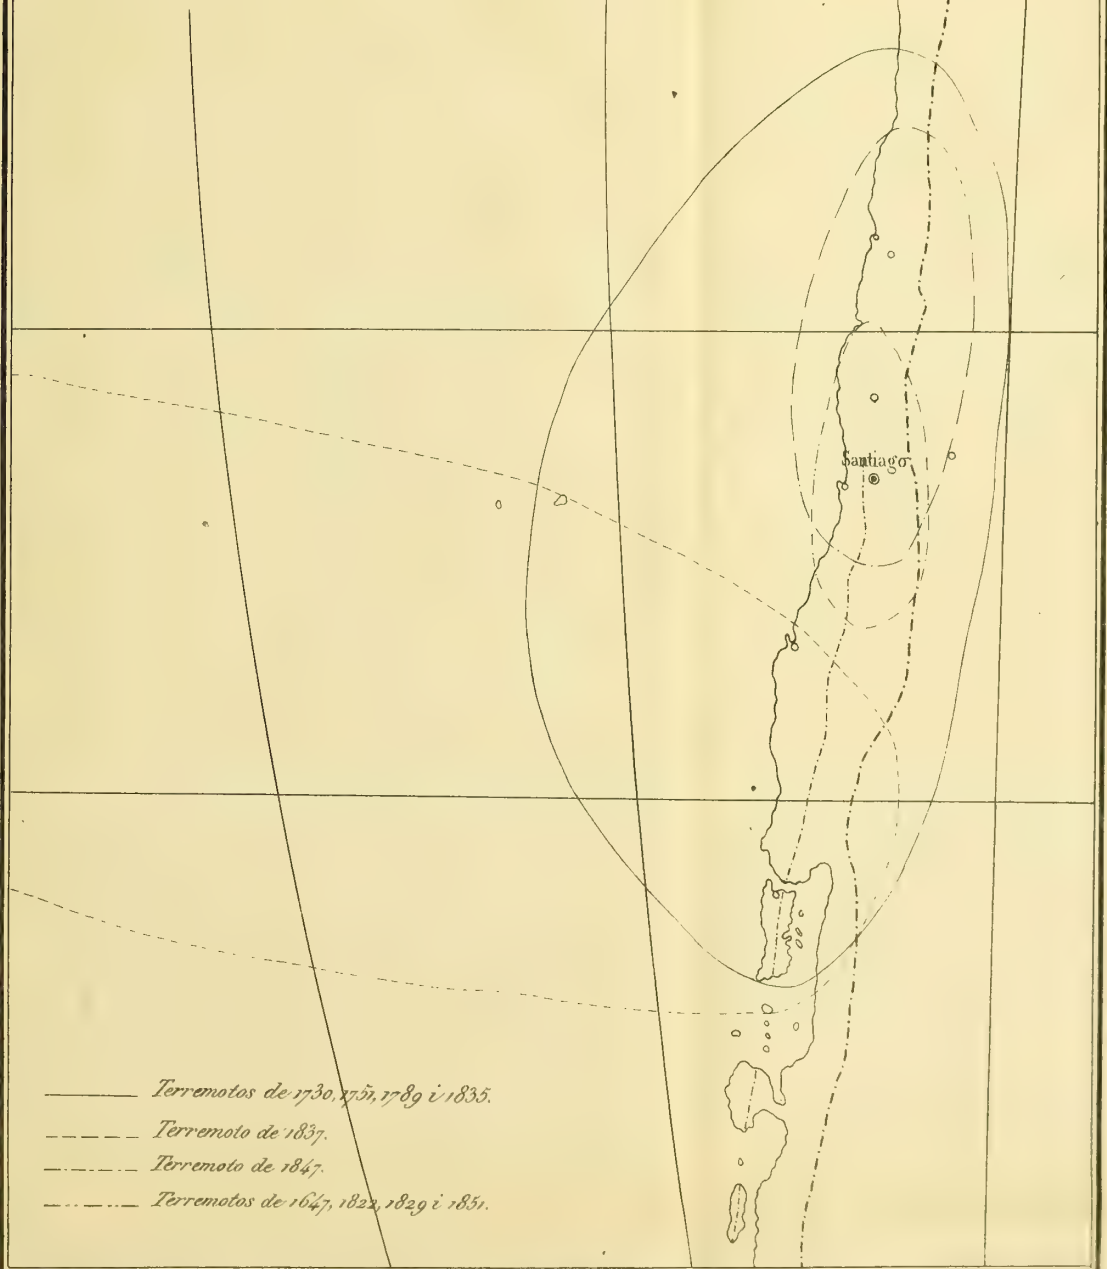 Santiago
Terremotos de 1730, 1751, 1789 i 1835.
Terremoto de 1837.
Terremoto de 1847.
Terremotos de 1647, 1822, 1829 i 1851.